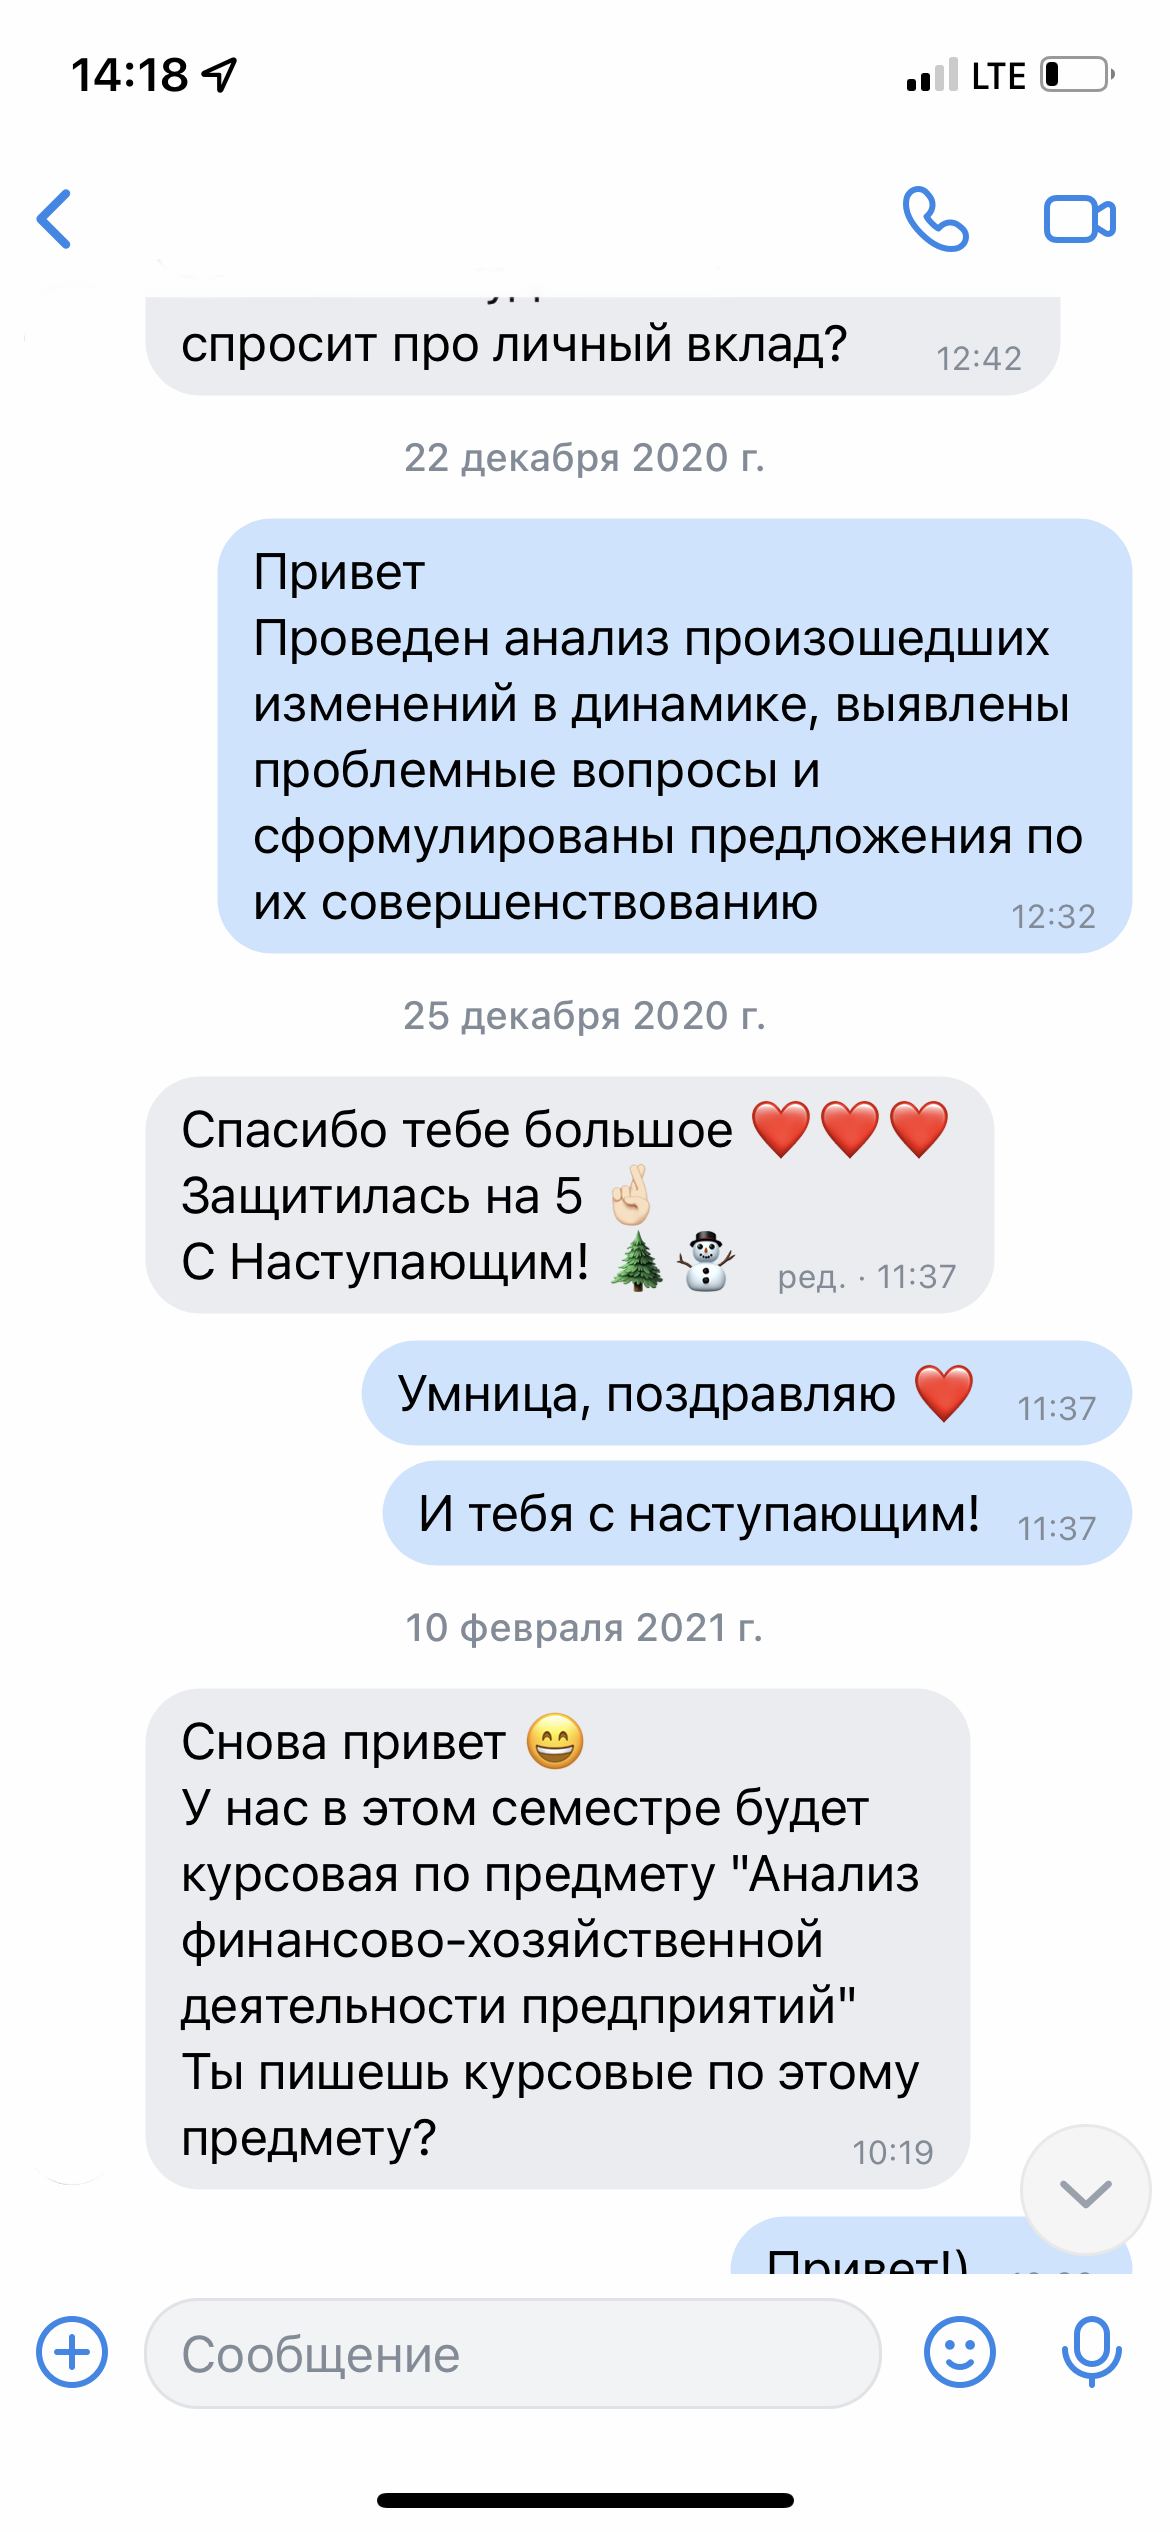 14:18
LTE
спросит про личный вклад?
12:42
22 декабря 2020 г.
Привет
Проведен анализ произошедших
изменений в динамике, выявлены
проблемные вопросы и
сформулированы предложения по
их совершенствованию
12:32
25 декабря 2020 г.
Спасибо тебе большое ❤️❤️❤️
Защитилась на 5 🤞🏻
С Наступающим! 🌲☃️
ред. · 11:37
Умница, поздравляю ❤️
11:37
И тебя с наступающим!
11:37
10 февраля 2021 г.
Снова привет 😄
У нас в этом семестре будет
курсовая по предмету "Анализ
финансово-хозяйственной
деятельности предприятий"
Ты пишешь курсовые по этому
предмету?
10:19
Привет!)
Сообщение